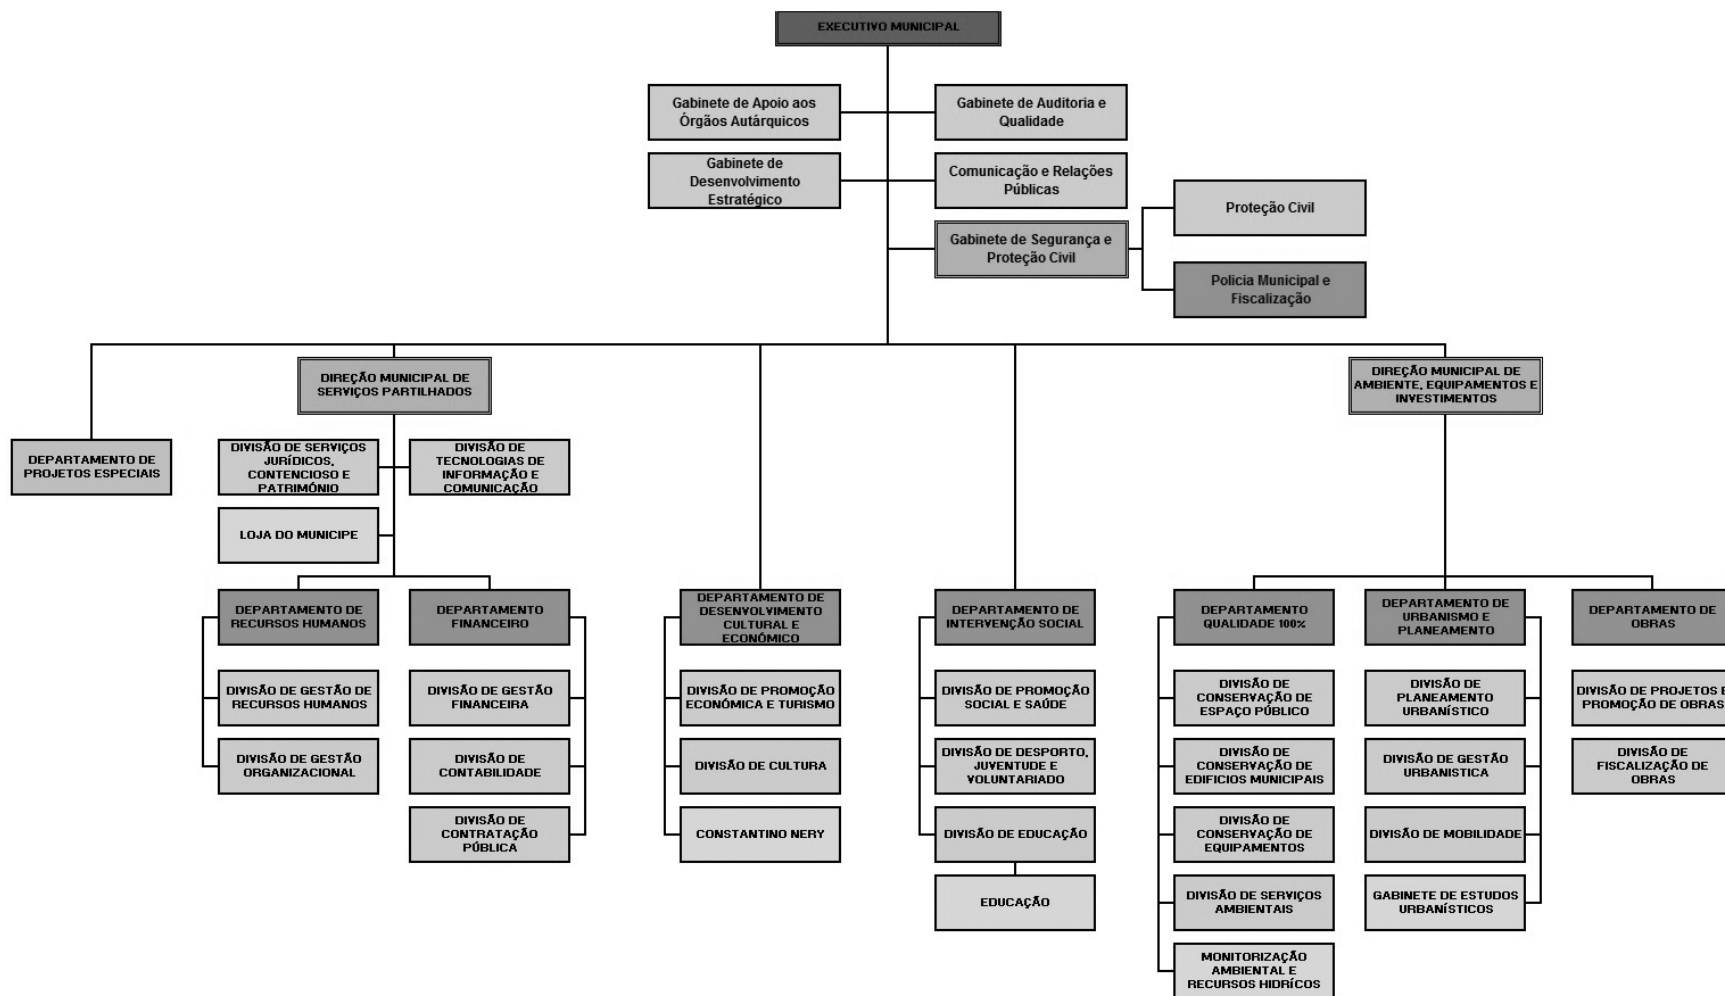 EXECUTIVO MUNICIPAL
Gabinete de Apoio aos
Órgãos Autárquicos
Gabinete de Auditoria e
Qualidade
Gabinete de
Desenvolvimento
Estratégico
Comunicação e Relações
Públicas
Gabinete de Segurança e
Proteção Civil
Proteção Civil
Policia Municipal e
Fiscalização
DIREÇÃO MUNICIPAL DE
SERVIÇOS PARTILHADOS
DIREÇÃO MUNICIPAL DE
AMBIENTE, EQUIPAMENTOS E
INVESTIMENTOS
DEPARTAMENTO DE
PROJETOS ESPECIAIS
DIVISÃO DE SERVIÇOS
JURÍDICOS,
CONTENCIOSO E
PATRIMÓNIO
DIVISÃO DE
TECNOLOGIAS DE
INFORMAÇÃO E
COMUNICAÇÃO
LOJA DO MUNICIPE
DEPARTAMENTO DE
RECURSOS HUMANOS
DIVISÃO DE GESTÃO DE
RECURSOS HUMANOS
DIVISÃO DE GESTÃO
ORGANIZACIONAL
DEPARTAMENTO
FINANCEIRO
DIVISÃO DE GESTÃO
FINANCEIRA
DIVISÃO DE
CONTABILIDADE
DIVISÃO DE
CONTRATAÇÃO
PÚBLICA
DEPARTAMENTO DE
DESENVOLVIMENTO
CULTURAL E
ECONÓMICO
DIVISÃO DE PROMOÇÃO
ECONÓMICA E TURISMO
DIVISÃO DE CULTURA
CONSTANTINO NERY
DEPARTAMENTO DE
INTERVENÇÃO SOCIAL
DIVISÃO DE PROMOÇÃO
SOCIAL E SAÚDE
DIVISÃO DE DESPORTO,
JUVENTUDE E
VOLUNTARIADO
DIVISÃO DE EDUCAÇÃO
EDUCAÇÃO
DEPARTAMENTO
QUALIDADE 100%
DIVISÃO DE
CONSERVAÇÃO DE
ESPAÇO PÚBLICO
DIVISÃO DE
CONSERVAÇÃO DE
EDIFICIOS MUNICIPAIS
DIVISÃO DE
CONSERVAÇÃO DE
EQUIPAMENTOS
DIVISÃO DE SERVIÇOS
AMBIENTAIS
MONITORIZAÇÃO
AMBIENTAL E
RECURSOS HIDRÍCOS
DEPARTAMENTO DE
URBANISMO E
PLANEAMENTO
DIVISÃO DE
PLANEAMENTO
URBANÍSTICO
DIVISÃO DE GESTÃO
URBANISTICA
DIVISÃO DE MOBILIDADE
GABINETE DE ESTUDOS
URBANÍSTICOS
DEPARTAMENTO DE
OBRAS
DIVISÃO DE PROJETOS E
PROMOÇÃO DE OBRAS
DIVISÃO DE
FISCALIZAÇÃO DE
OBRAS